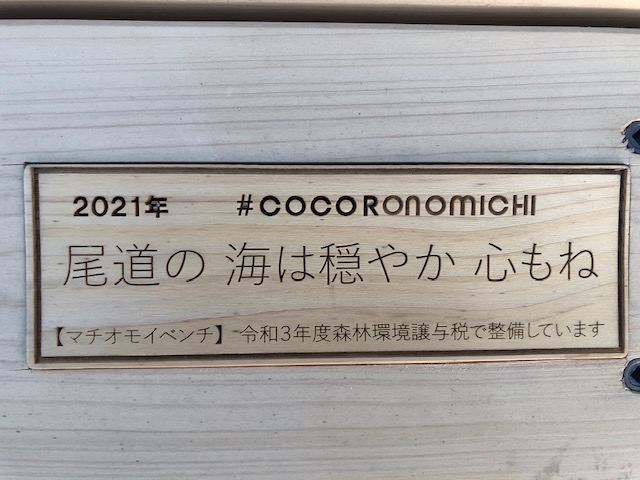 2021年 #COCORONOMICHI
尾道の 海は穏やか 心もね
【マチオモイベンチ】 令和3年度森林環境譲与税で整備しています